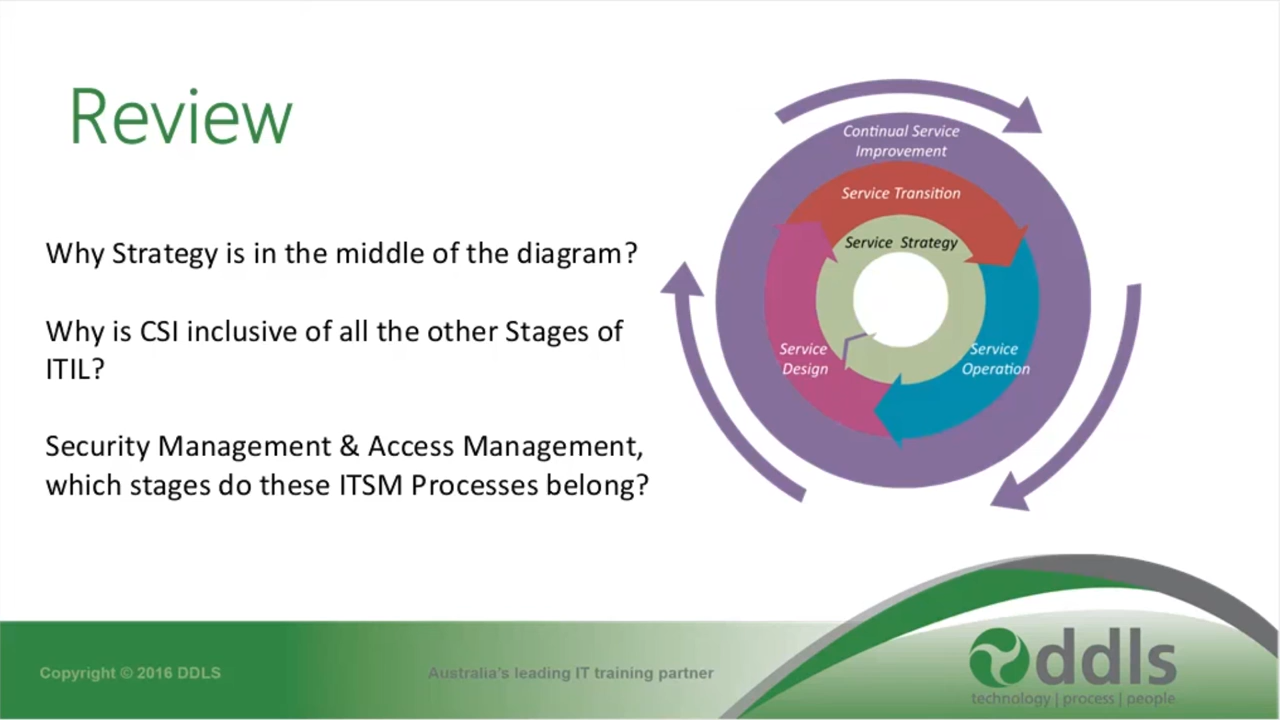 Review
Why Strategy is in the middle of the diagram?
Why is CSI inclusive of all the other Stages of
ITIL?
Security Management & Access Management,
which stages do these ITSM Processes belong?
Continual Service
Improvement
Service Transition
Service Strategy
Service
Design
Service
Operation
Copyright © 2016 DDLS
Australia's leading IT training partner
ddls
technology | process | people